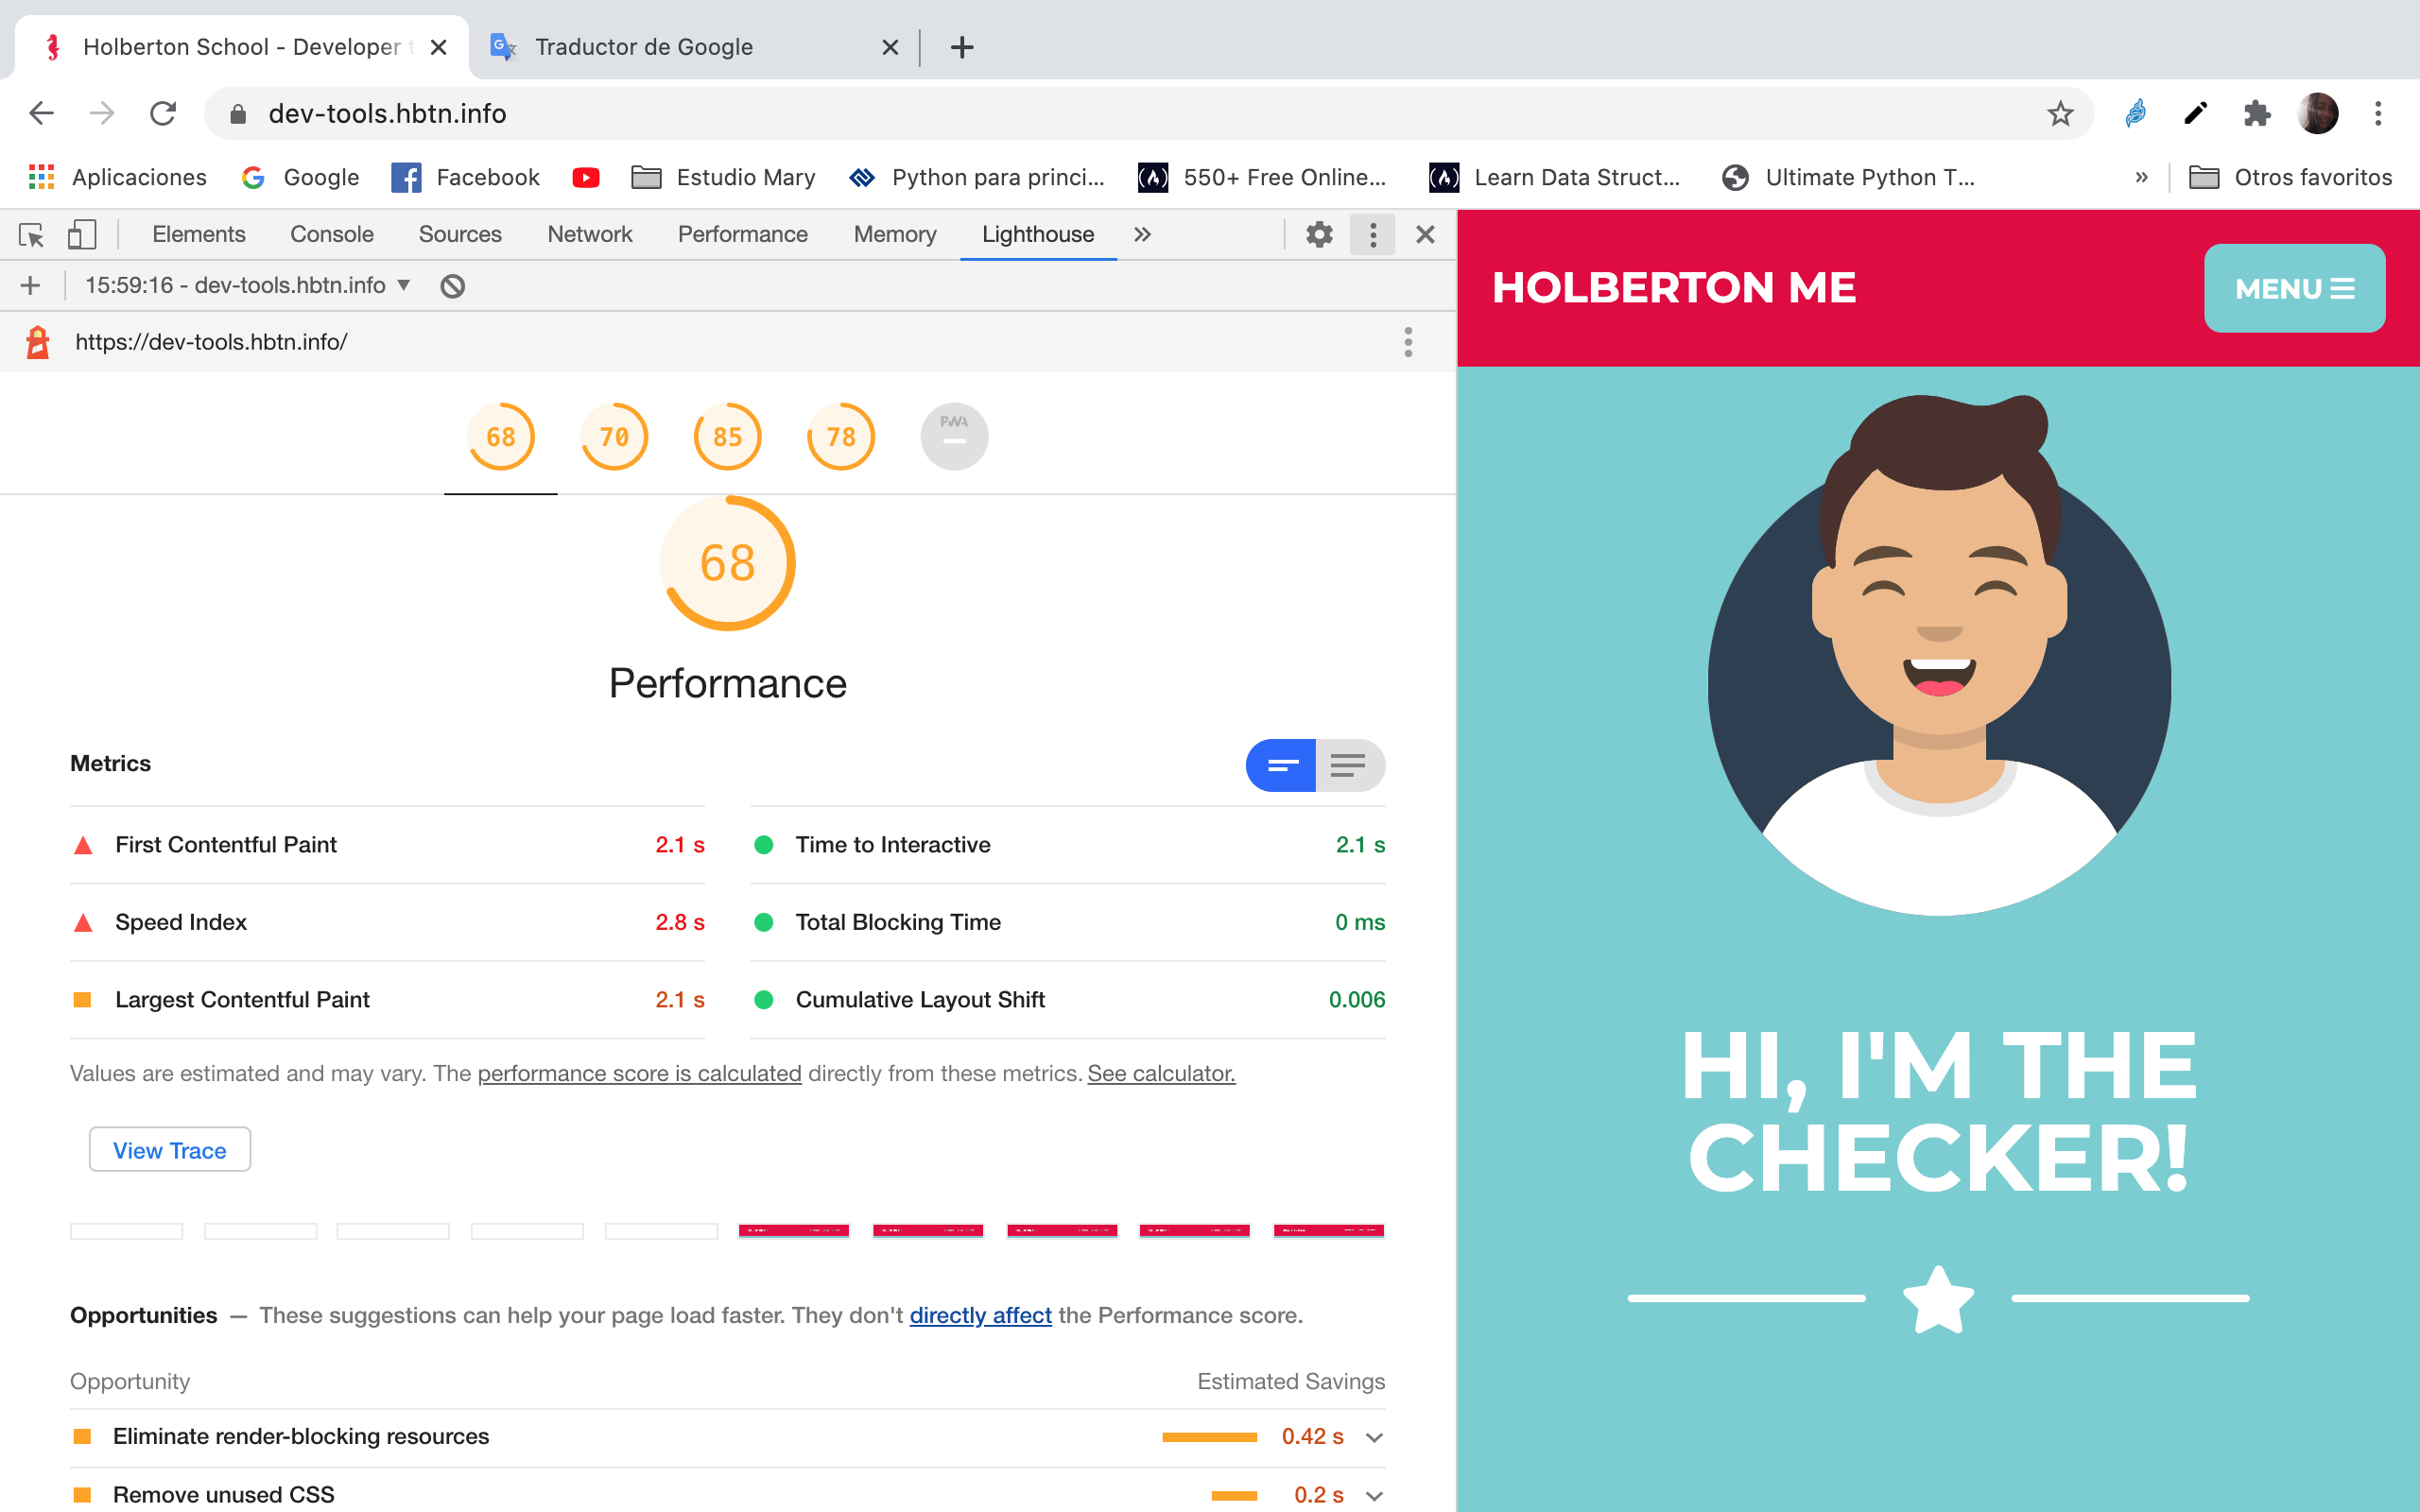 Holberton School - Developer t
Traductor de Google
dev-tools.hbtn.info
Aplicaciones
Google
Facebook
Estudio Mary
Python para princi...
550+ Free Online...
Learn Data Struct...
Ultimate Python T...
»
Otros favoritos
Elements
Console
Sources
Network
Performance
Memory
Lighthouse
»
15:59:16 - dev-tools.hbtn.info
https://dev-tools.hbtn.info/
68
70
85
78
PWA
68
Performance
Metrics
First Contentful Paint 2.1 s
Time to Interactive 2.1 s
Speed Index 2.8 s
Total Blocking Time 0 ms
Largest Contentful Paint 2.1 s
Cumulative Layout Shift 0.006
Values are estimated and may vary. The performance score is calculated directly from these metrics. See calculator.
View Trace
Opportunities — These suggestions can help your page load faster. They don't directly affect the Performance score.
Opportunity Estimated Savings
Eliminate render-blocking resources 0.42 s
Remove unused CSS 0.2 s
HOLBERTON ME
MENU
HI, I'M THE
CHECKER!